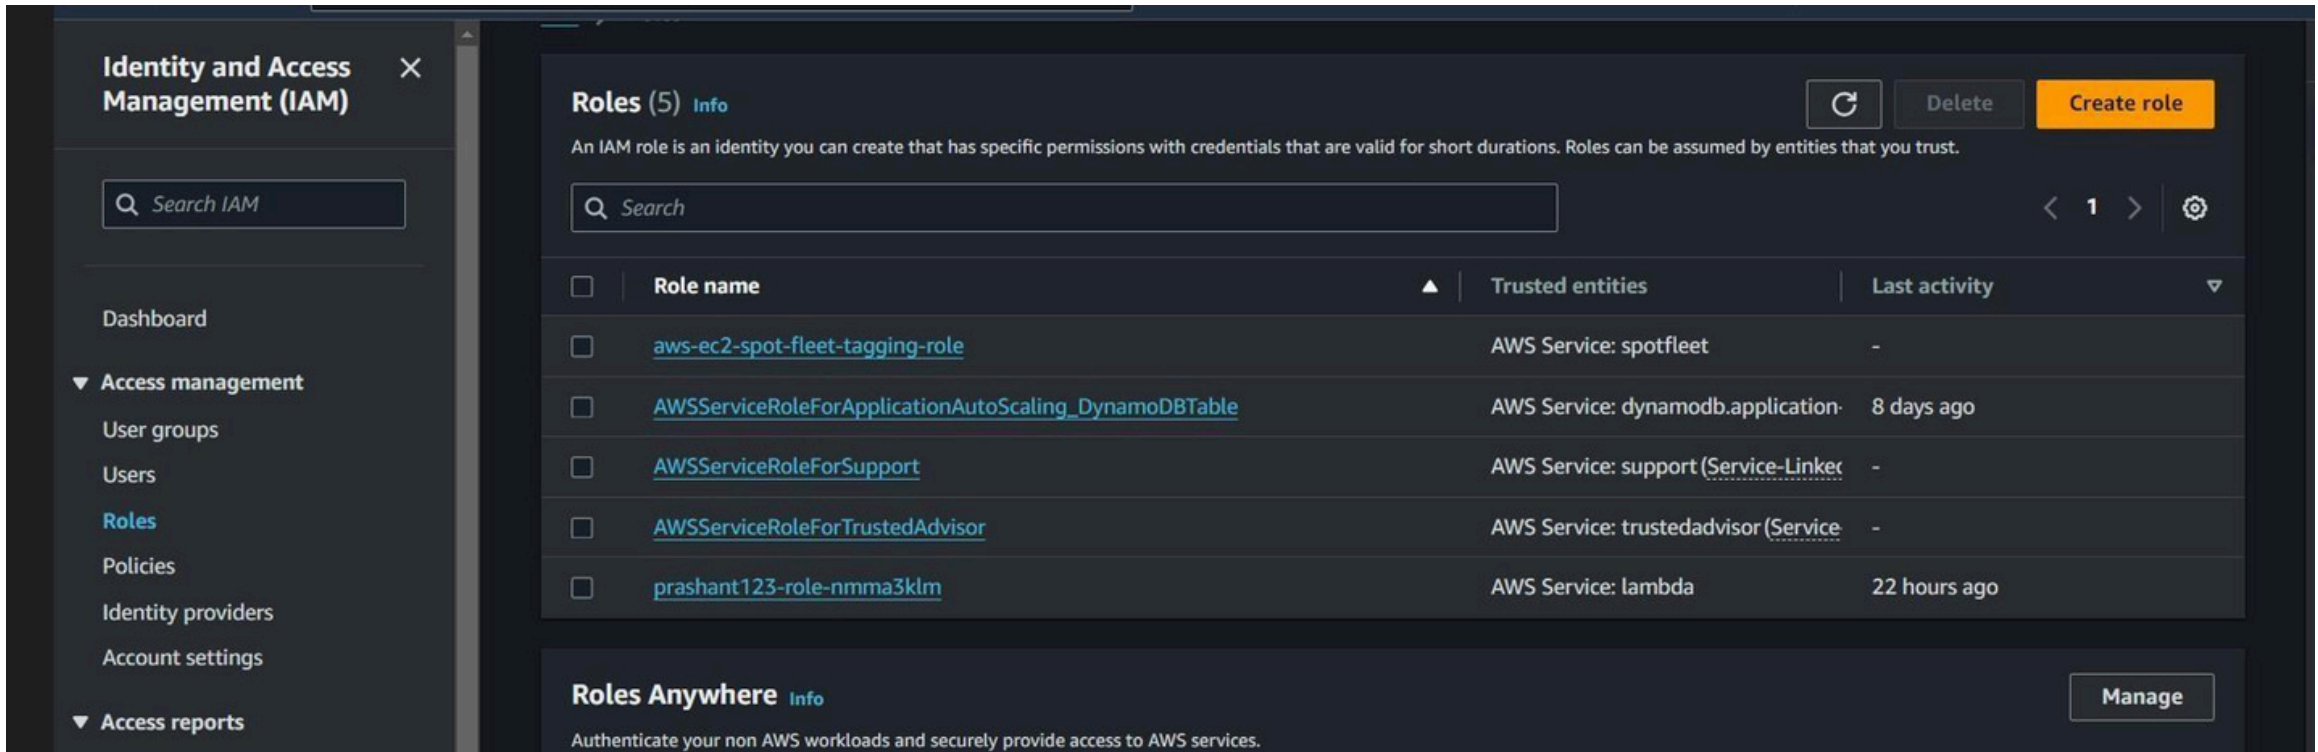 Identity and Access
Management (IAM)
Search IAM
Dashboard
Access management
User groups
Users
Roles
Policies
Identity providers
Account settings
Access reports
Roles (5) Info
Delete
Create role
An IAM role is an identity you can create that has specific permissions with credentials that are valid for short durations. Roles can be assumed by entities that you trust.
Search
1
Role name Trusted entities Last activity
aws-ec2-spot-fleet-tagging-role AWS Service: spotfleet -
AWSServiceRoleForApplicationAutoScaling_DynamoDBTable AWS Service: dynamodb.application- 8 days ago
AWSServiceRoleForSupport AWS Service: support (Service-Linked -
AWSServiceRoleForTrustedAdvisor AWS Service: trustedadvisor (Service- -
prashant123-role-nmma3klm AWS Service: lambda 22 hours ago
Roles Anywhere Info
Manage
Authenticate your non AWS workloads and securely provide access to AWS services.